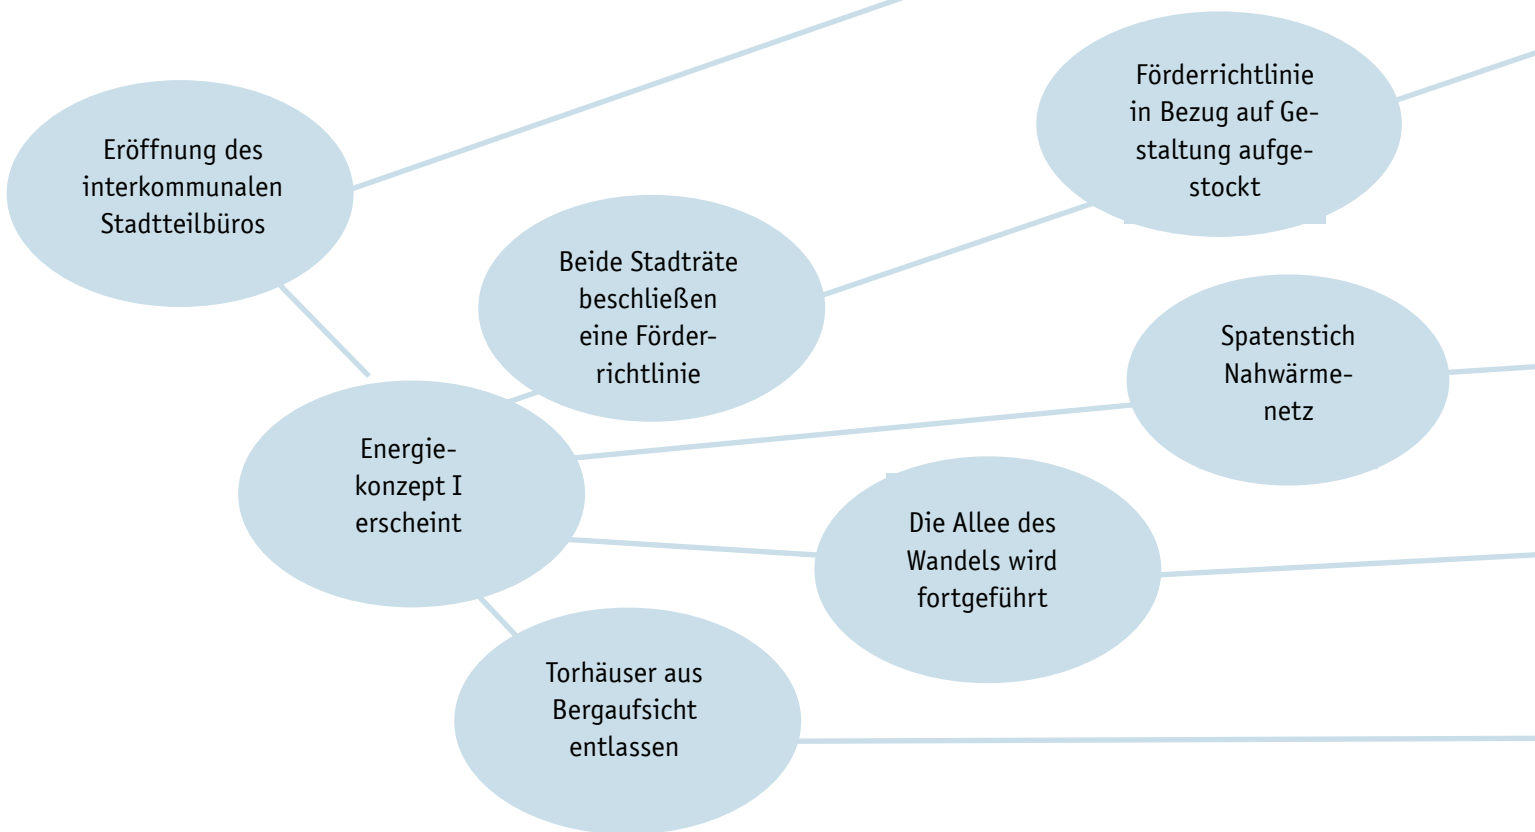 Eröffnung des
interkommunalen
Stadtteilbüros
Förderrichtlinie
in Bezug auf Ge-
staltung aufge-
stockt
Beide Stadträte
beschließen
eine Förder-
richtlinie
Spatenstich
Nahwärme-
netz
Energie-
konzept I
erscheint
Die Allee des
Wandels wird
fortgeführt
Torhäuser aus
Bergaufsicht
entlassen